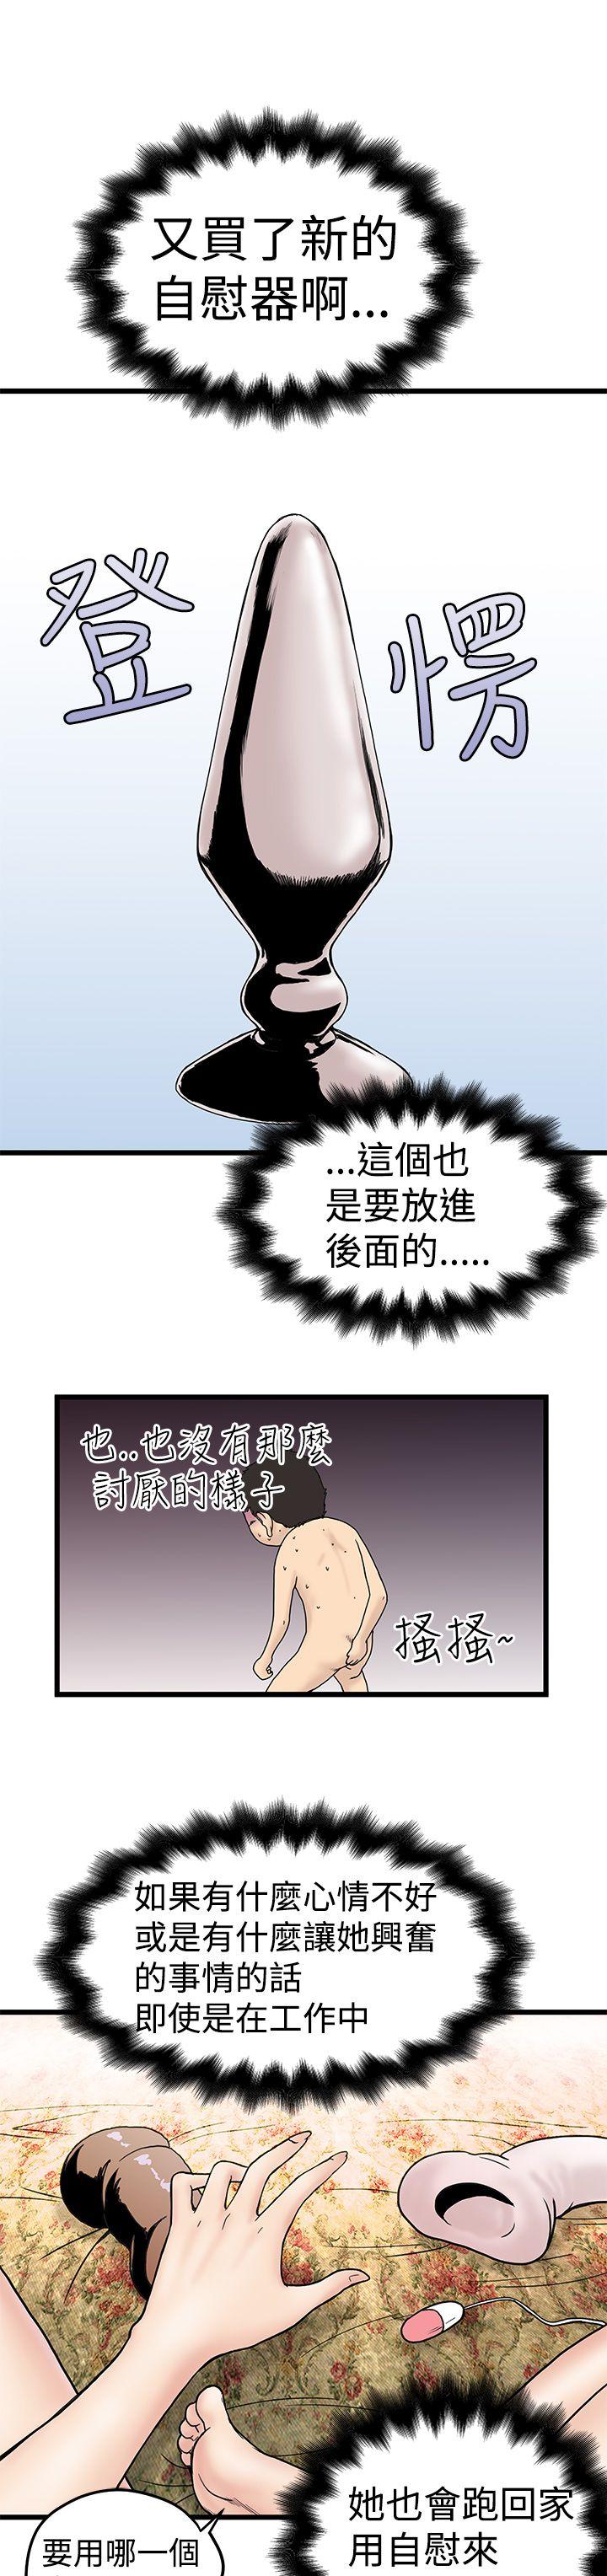 又買了新的
自慰器啊...
登
愣
...這個也
是要放進
後面的.....
也..也沒有那麼
討厭的樣子
搔搔~
如果有什麼心情不好
或是有什麼讓她興奮
的事情的話
即使是在工作中
她也會跑回家
用自慰來
要用哪一個